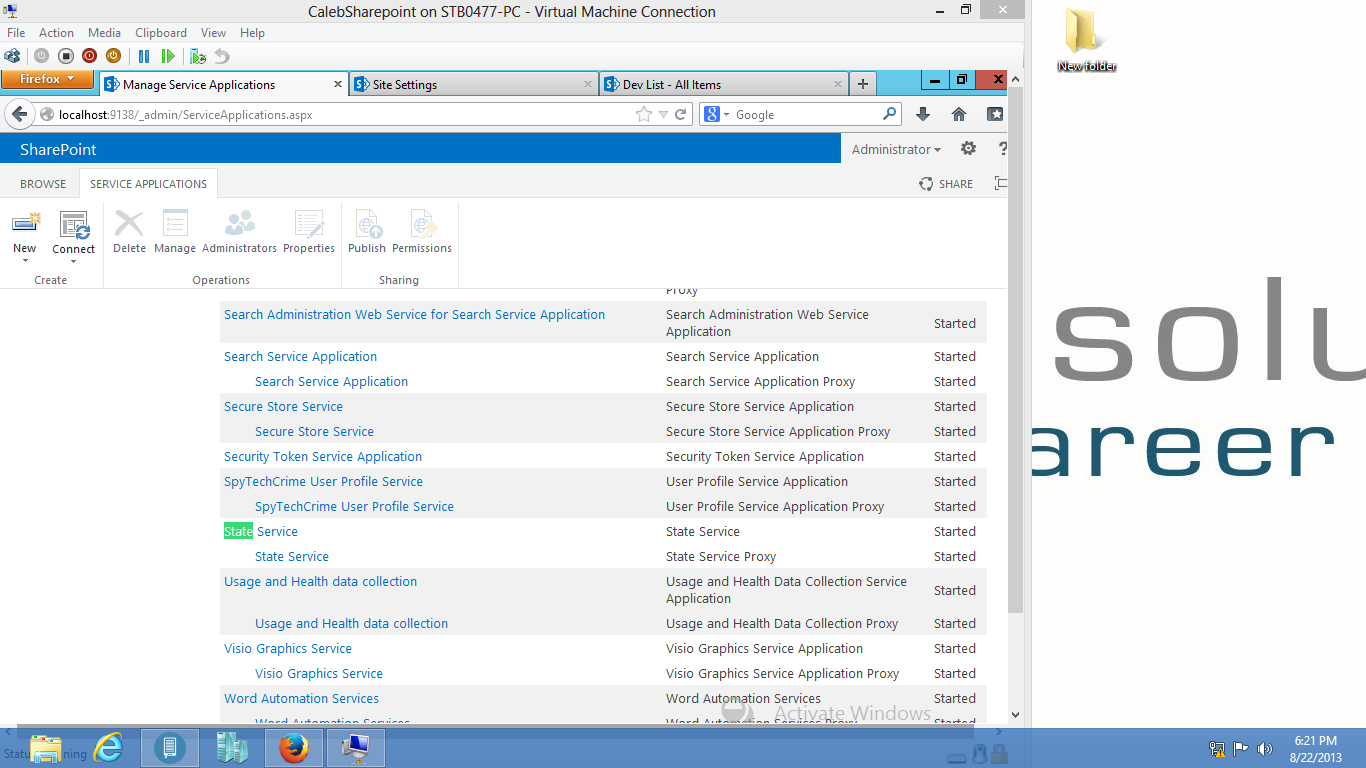 CalebSharepoint on STB0477-PC - Virtual Machine Connection
File Action Media Clipboard View Help
Firefox
Manage Service Applications
Site Settings
Dev List - All Items
localhost:9138/_admin/ServiceApplications.aspx
Google
SharePoint
Administrator
?
BROWSE
SERVICE APPLICATIONS
SHARE
New
Connect
Delete
Manage
Administrators
Properties
Publish
Permissions
Create
Operations
Sharing
Proxy
Search Administration Web Service for Search Service Application
Search Administration Web Service
Application
Started
Search Service Application Search Service Application Started
Search Service Application Search Service Application Proxy Started
Secure Store Service Secure Store Service Application Started
Secure Store Service Secure Store Service Application Proxy Started
Security Token Service Application Security Token Service Application Started
SpyTechCrime User Profile Service User Profile Service Application Started
SpyTechCrime User Profile Service User Profile Service Application Proxy Started
State Service State Service Started
State Service State Service Proxy Started
Usage and Health data collection
Usage and Health Data Collection Service
Application
Started
Usage and Health data collection Usage and Health Data Collection Proxy Started
Visio Graphics Service Visio Graphics Service Application Started
Visio Graphics Service Visio Graphics Service Application Proxy Started
Word Automation Services Word Automation Services Started
Word Automation Services Word Automation Services Proxy Started
Activate Windows
New folder
solu
areer
6:21 PM
8/22/2013